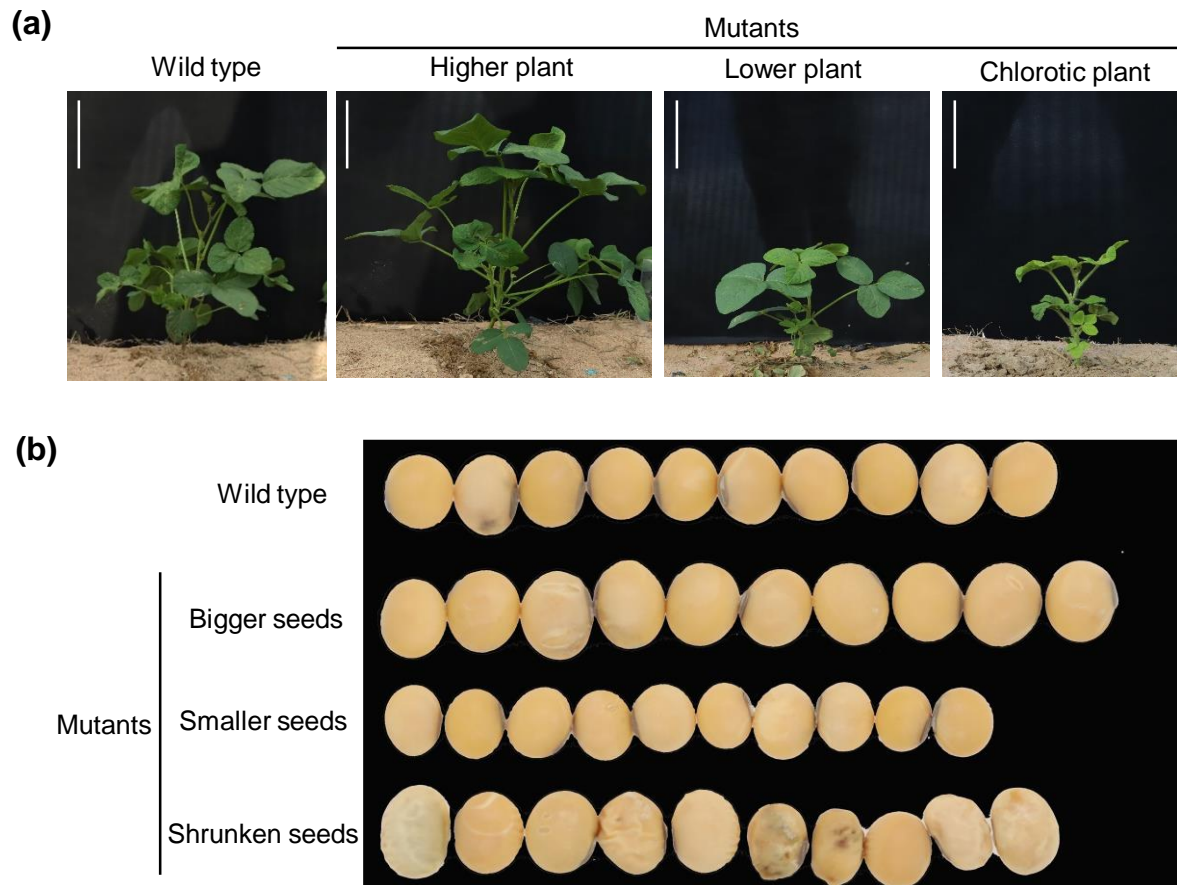 (a)
Mutants
Wild type
Higher plant
Lower plant
Chlorotic plant
(b)
Wild type
Bigger seeds
Mutants
Smaller seeds
Shrunken seeds